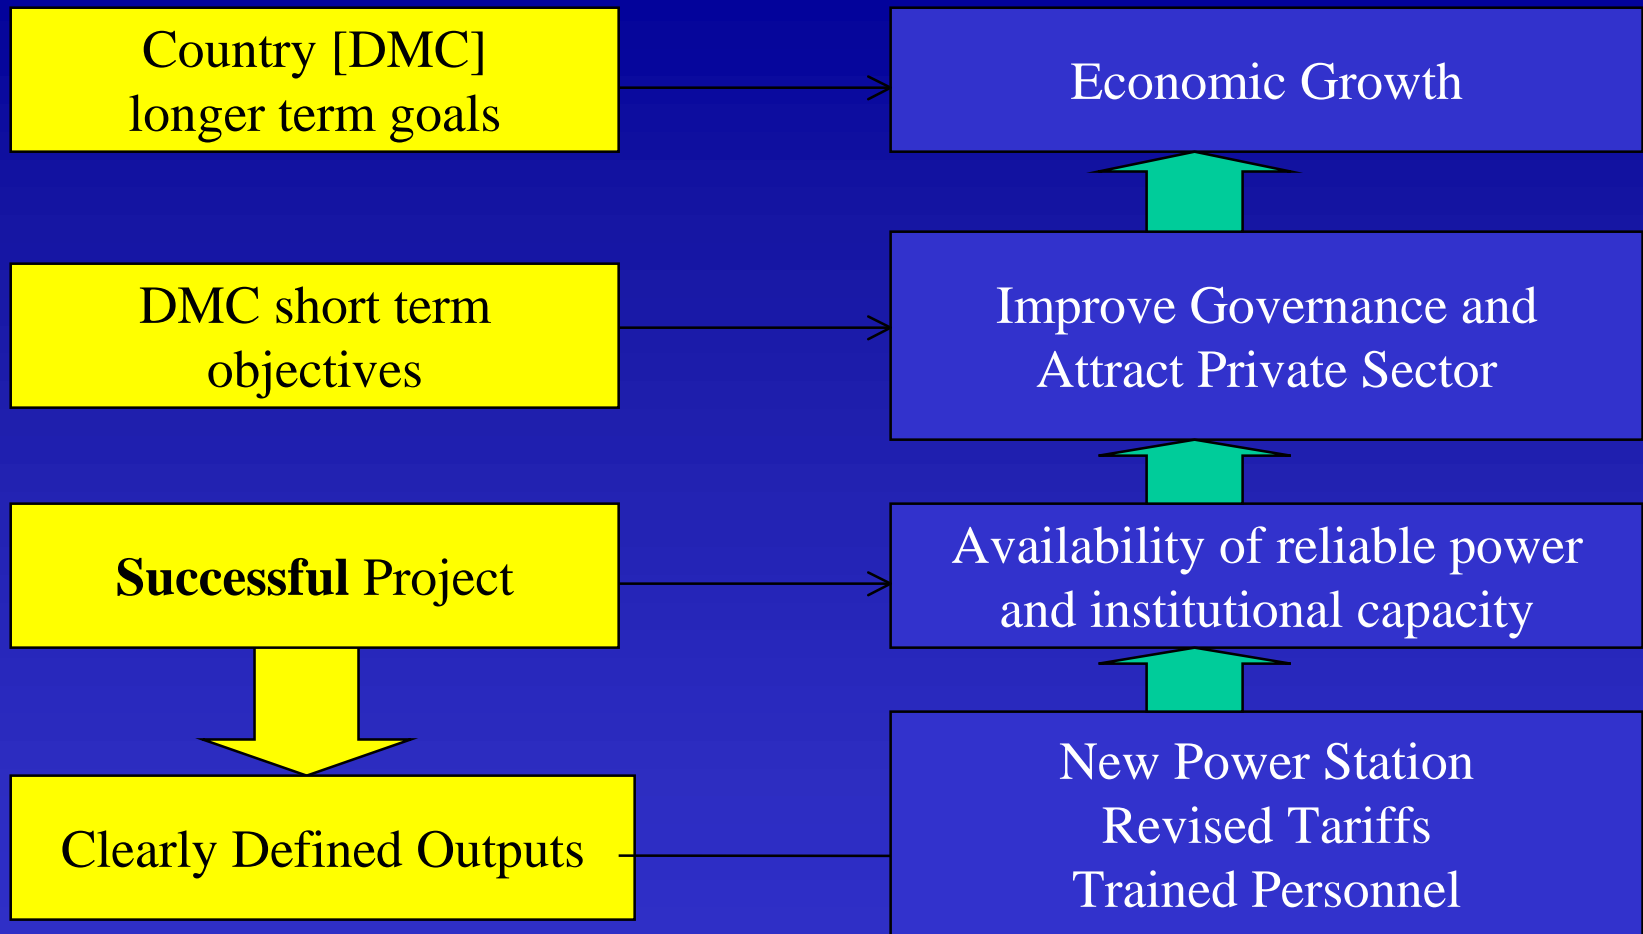 Country [DMC]
longer term goals
Economic Growth
DMC short term
objectives
Improve Governance and
Attract Private Sector
Successful Project
Availability of reliable power
and institutional capacity
Clearly Defined Outputs
New Power Station
Revised Tariffs
Trained Personnel